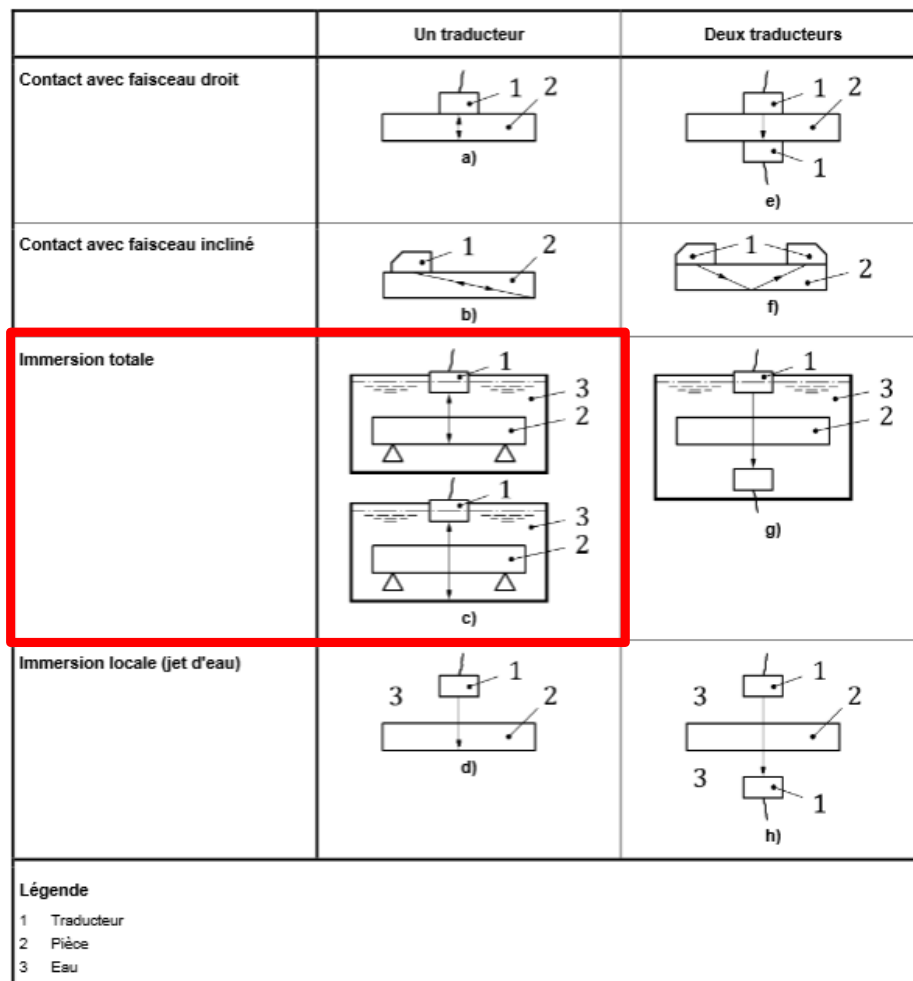 Un traducteur
Deux traducteurs
Contact avec faisceau droit
1
2
a)
1
2
1
e)
Contact avec faisceau incliné
1
2
b)
1
2
f)
Immersion totale
1
3
2
1
3
2
c)
1
3
2
g)
Immersion locale (jet d'eau)
1
3
2
d)
1
3
2
3
1
h)
Légende
1 Traducteur
2 Pièce
3 Eau